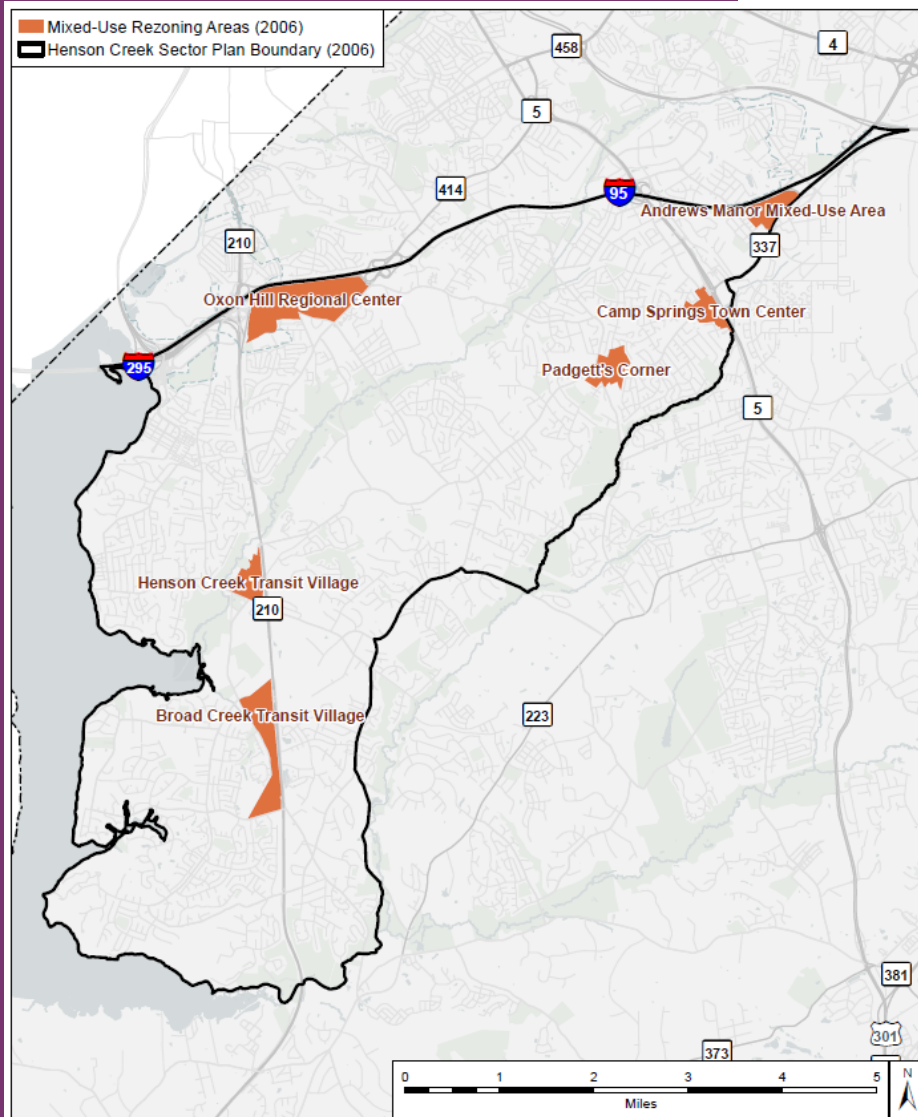 Mixed-Use Rezoning Areas (2006)
Henson Creek Sector Plan Boundary (2006)
458
4
5
414
95
Andrews Manor Mixed-Use Area
210
337
Oxon Hill Regional Center
Camp Springs Town Center
295
Padgett's Corner
5
Henson Creek Transit Village
210
Broad Creek Transit Village
223
381
301
373
0 1 2 3 4 5
Miles
N